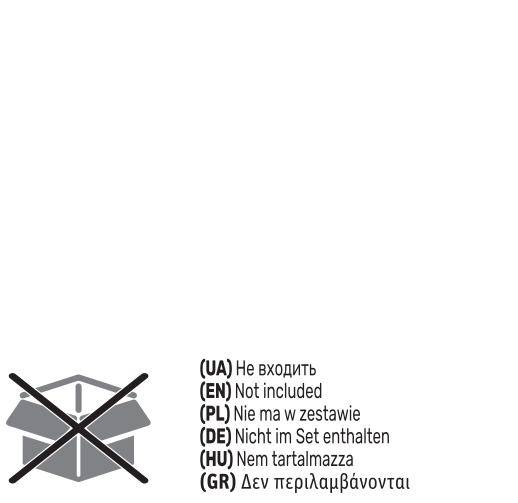 (UA) Не входить
(EN) Not included
(PL) Nie ma w zestawie
(DE) Nicht im Set enthalten
(HU) Nem tartalmazza
(GR) Δεν περιλαμβάνονται